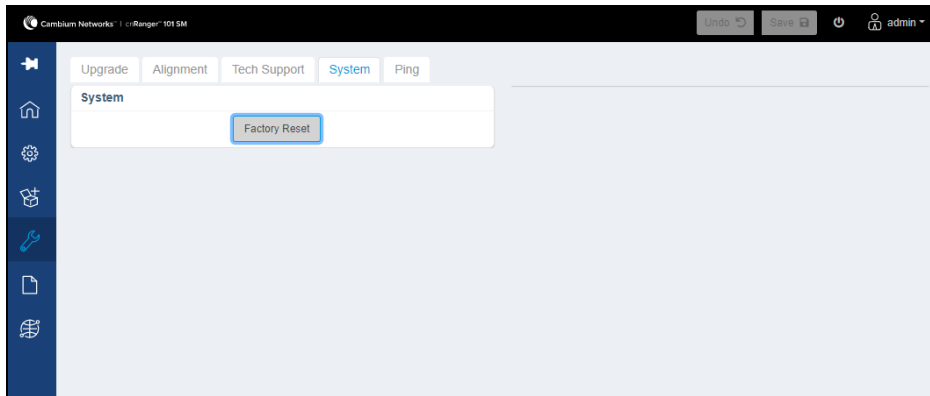 Cambium Networks™ | cnRanger™ 101 SM
Undo Save admin
Upgrade Alignment Tech Support System Ping
System
Factory Reset